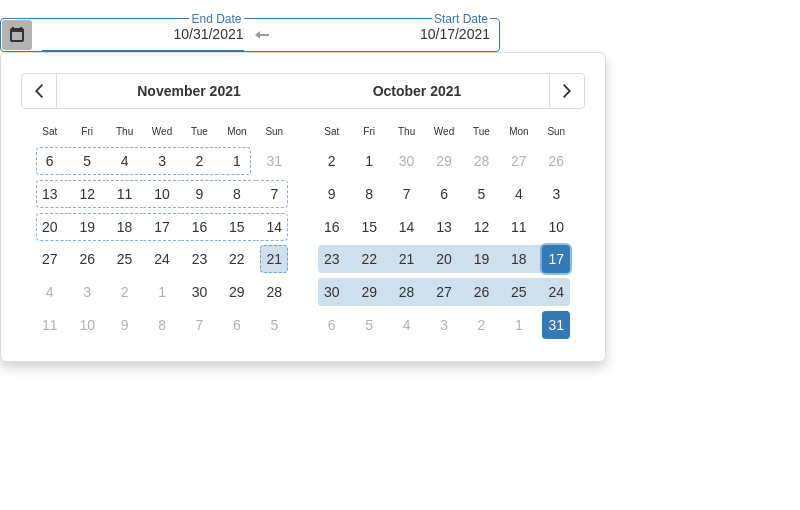 End Date
10/31/2021
Start Date
10/17/2021
November 2021
Sat Fri Thu Wed Tue Mon Sun
6 5 4 3 2 1 31
13 12 11 10 9 8 7
20 19 18 17 16 15 14
27 26 25 24 23 22 21
4 3 2 1 30 29 28
11 10 9 8 7 6 5
October 2021
Sat Fri Thu Wed Tue Mon Sun
2 1 30 29 28 27 26
9 8 7 6 5 4 3
16 15 14 13 12 11 10
23 22 21 20 19 18 17
30 29 28 27 26 25 24
6 5 4 3 2 1 31